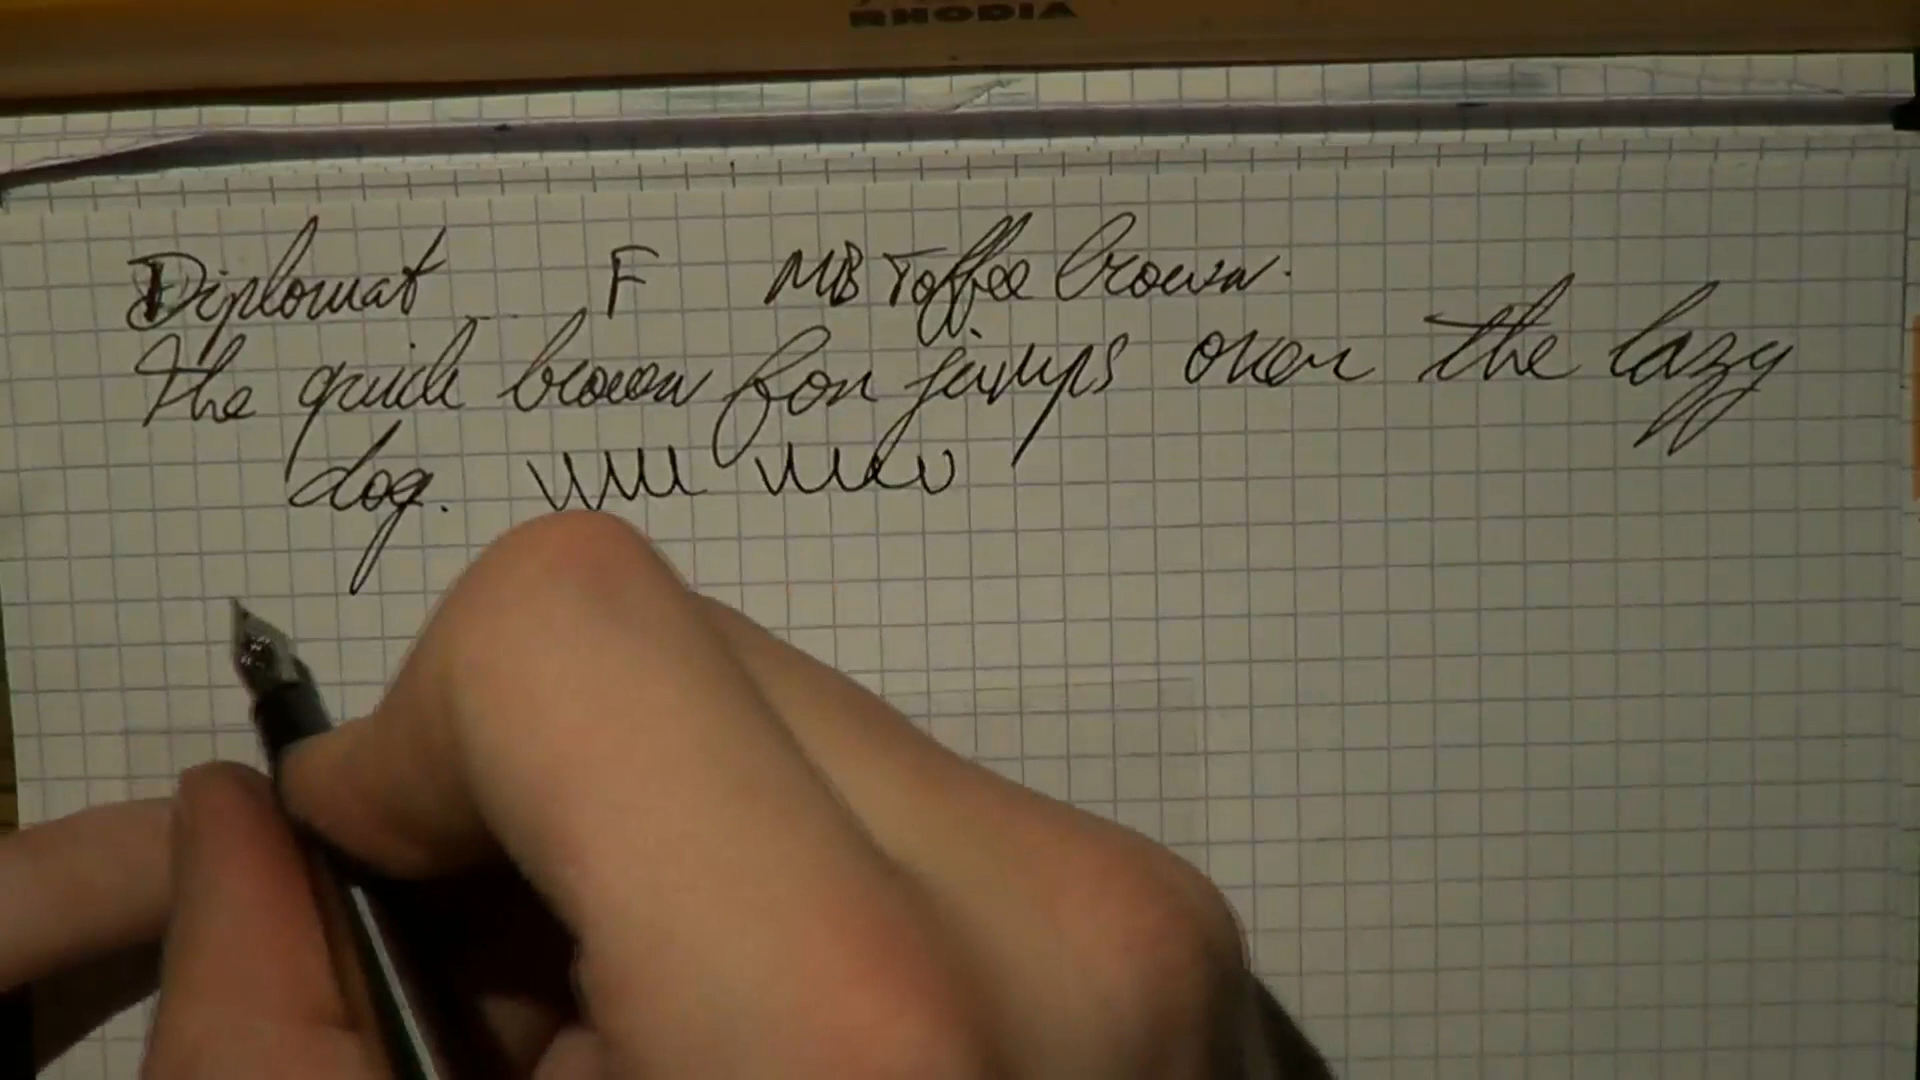 RHODIA
Diplomat F MB Toffee brown.
The quick brown fox jumps over the lazy
dog.